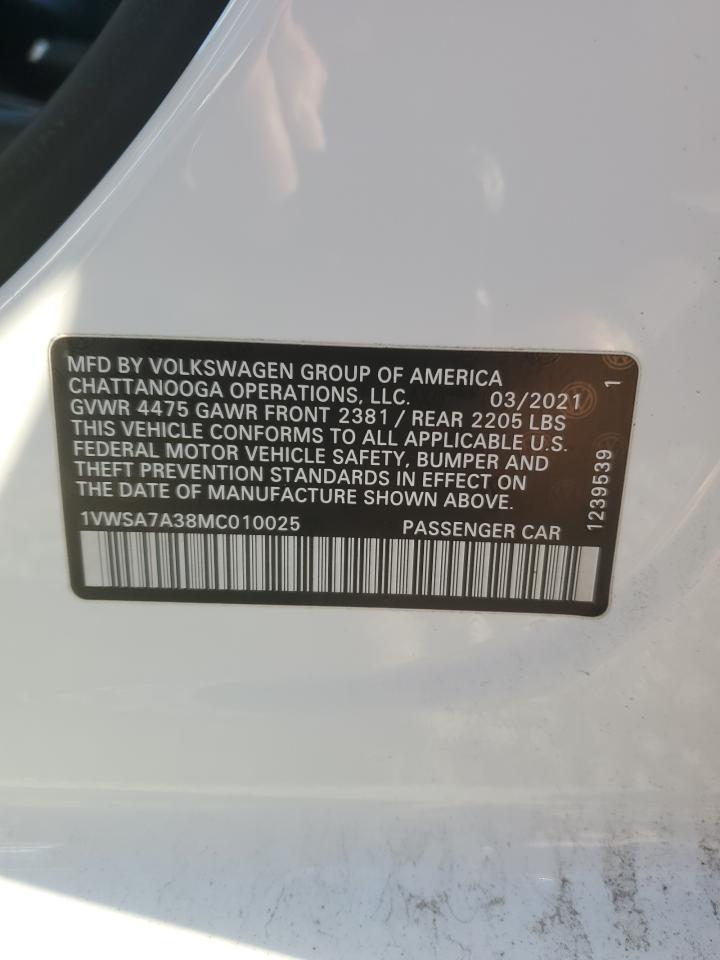 MFD BY VOLKSWAGEN GROUP OF AMERICA
CHATTANOOGA OPERATIONS, LLC. 03/2021
GVWR 4475 GAWR FRONT 2381 / REAR 2205 LBS
THIS VEHICLE CONFORMS TO ALL APPLICABLE U.S.
FEDERAL MOTOR VEHICLE SAFETY, BUMPER AND
THEFT PREVENTION STANDARDS IN EFFECT ON
THE DATE OF MANUFACTURE SHOWN ABOVE.
1VWSA7A38MC010025 PASSENGER CAR
1239539 1